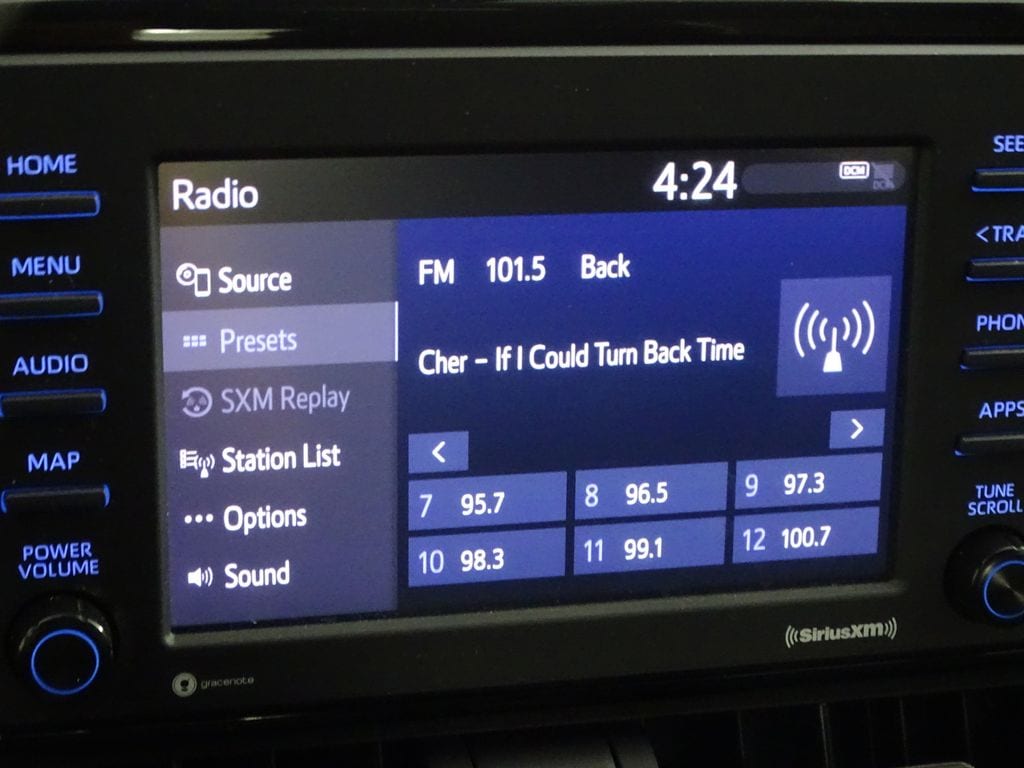 HOME
MENU
AUDIO
MAP
POWER
VOLUME
Radio
4:24
DCM
Source
Presets
SXM Replay
Station List
Options
Sound
FM 101.5 Back
Cher – If I Could Turn Back Time
<
>
7 95.7
8 96.5
9 97.3
10 98.3
11 99.1
12 100.7
SEE
<TRA
PHON
APPS
TUNE
SCROLL
gracenote
SiriusXM